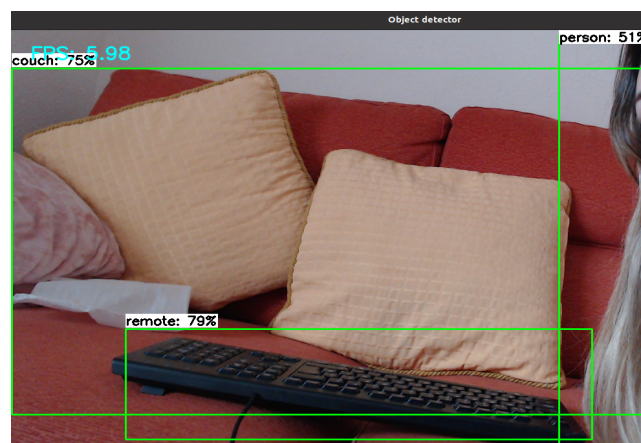 Object detector
person: 51%
FPS: 5.98
couch: 75%
remote: 79%